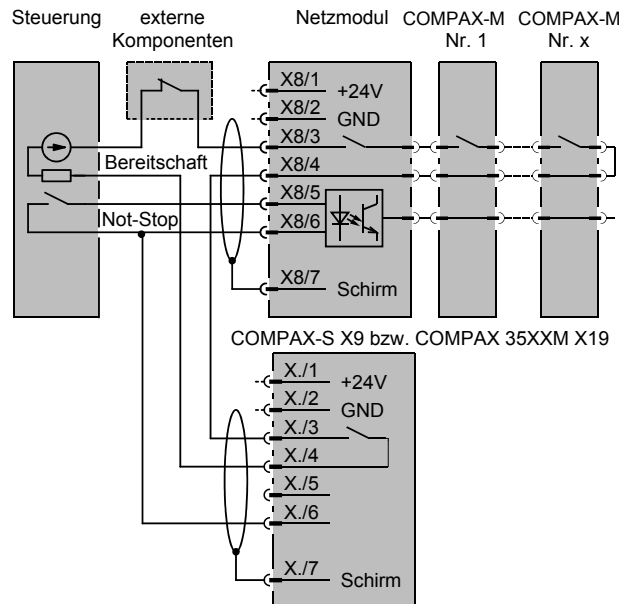 Steuerung
externe
Komponenten
Netzmodul
COMPAX-M
Nr. 1
COMPAX-M
Nr. x
X8/1
+24V
X8/2
GND
X8/3
X8/4
Bereitschaft
X8/5
Not-Stop
X8/6
X8/7
Schirm
COMPAX-S X9 bzw. COMPAX 35XXM X19
X./1
+24V
X./2
GND
X./3
X./4
X./5
X./6
X./7
Schirm